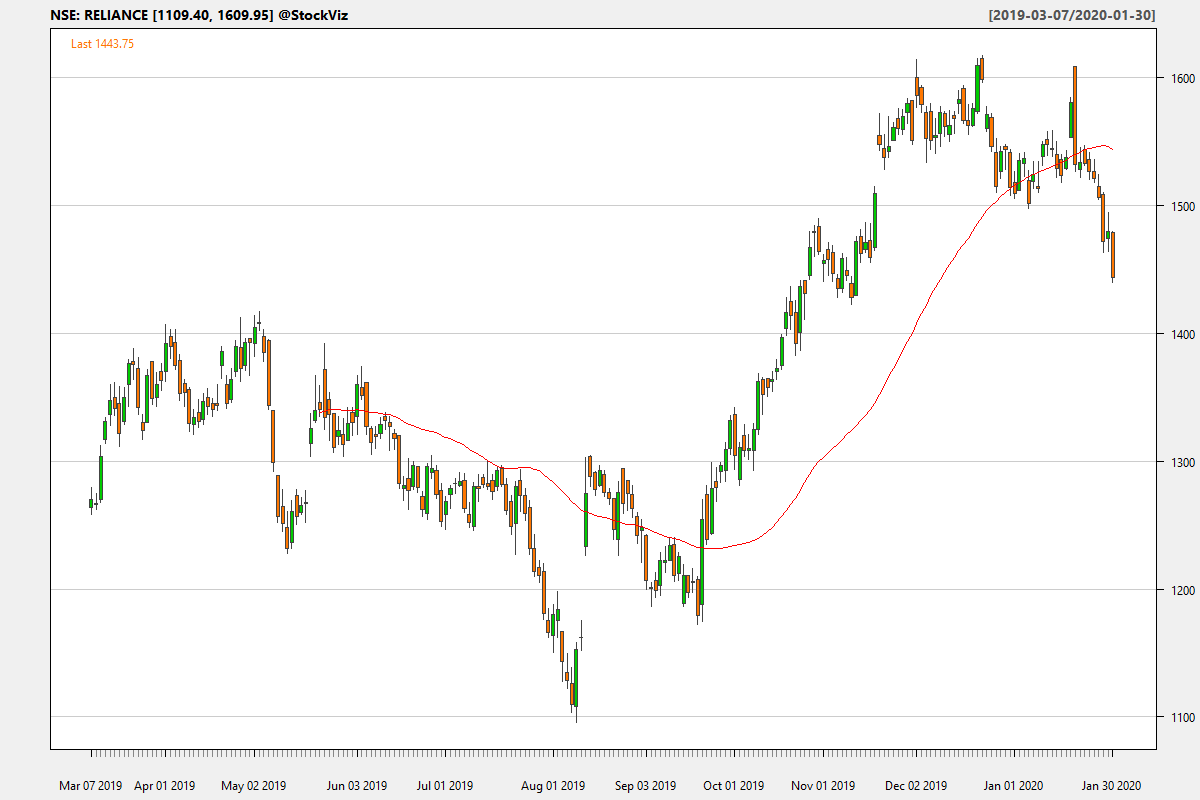 NSE: RELIANCE [1109.40, 1609.95] @StockViz
[2019-03-07/2020-01-30]
Last 1443.75
1600
1500
1400
1300
1200
1100
Mar 07 2019 Apr 01 2019 May 02 2019 Jun 03 2019 Jul 01 2019 Aug 01 2019 Sep 03 2019 Oct 01 2019 Nov 01 2019 Dec 02 2019 Jan 01 2020 Jan 30 2020